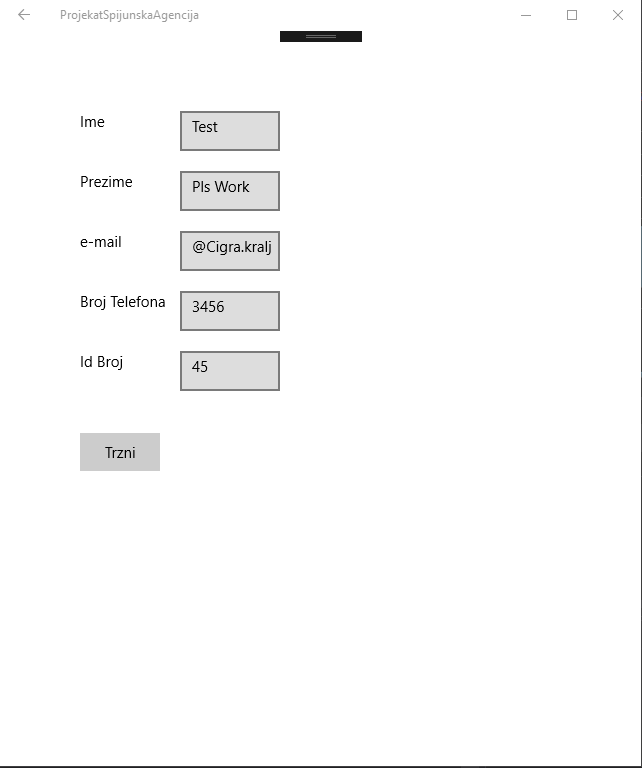 ProjekatSpijunskaAgencija
Ime Test
Prezime Pls Work
e-mail @Cigra.kralj
Broj Telefona 3456
Id Broj 45
Trzni